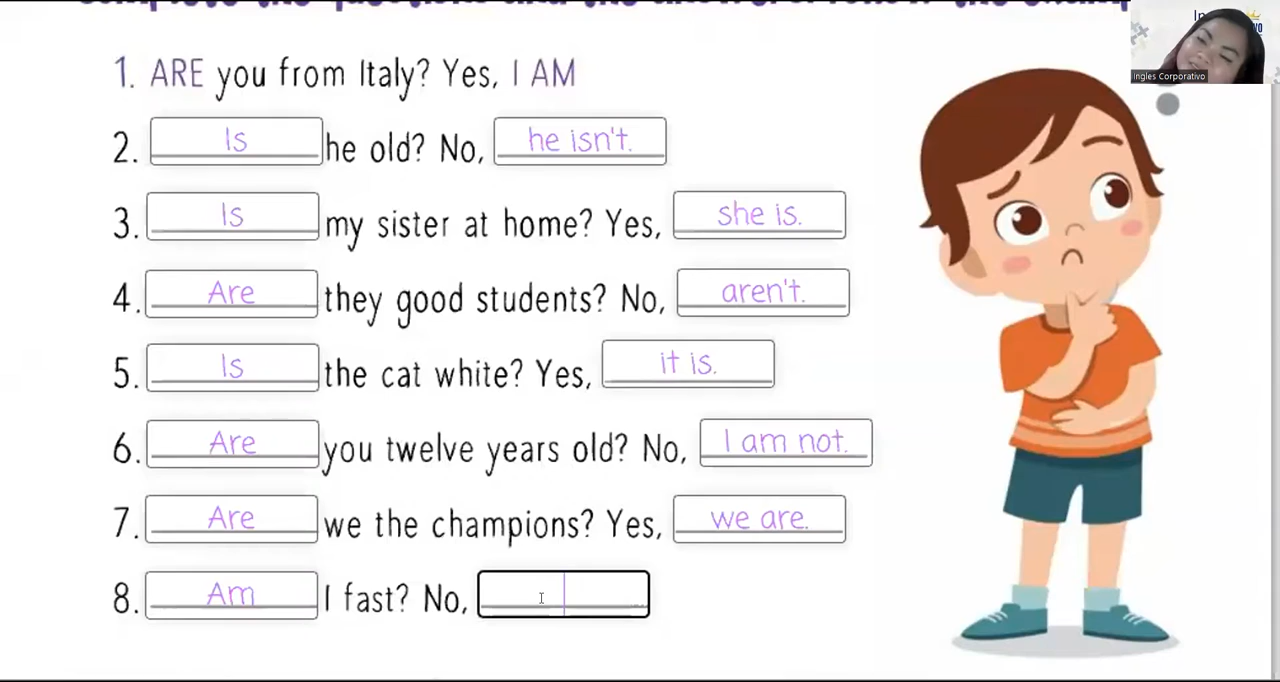 1. ARE you from Italy? Yes, I AM
2. Is he old? No, he isn't.
3. Is my sister at home? Yes, she is.
4. Are they good students? No, aren't.
5. Is the cat white? Yes, it is.
6. Are you twelve years old? No, I am not.
7. Are we the champions? Yes, we are.
8. Am I fast? No,
Ingles Corporativo